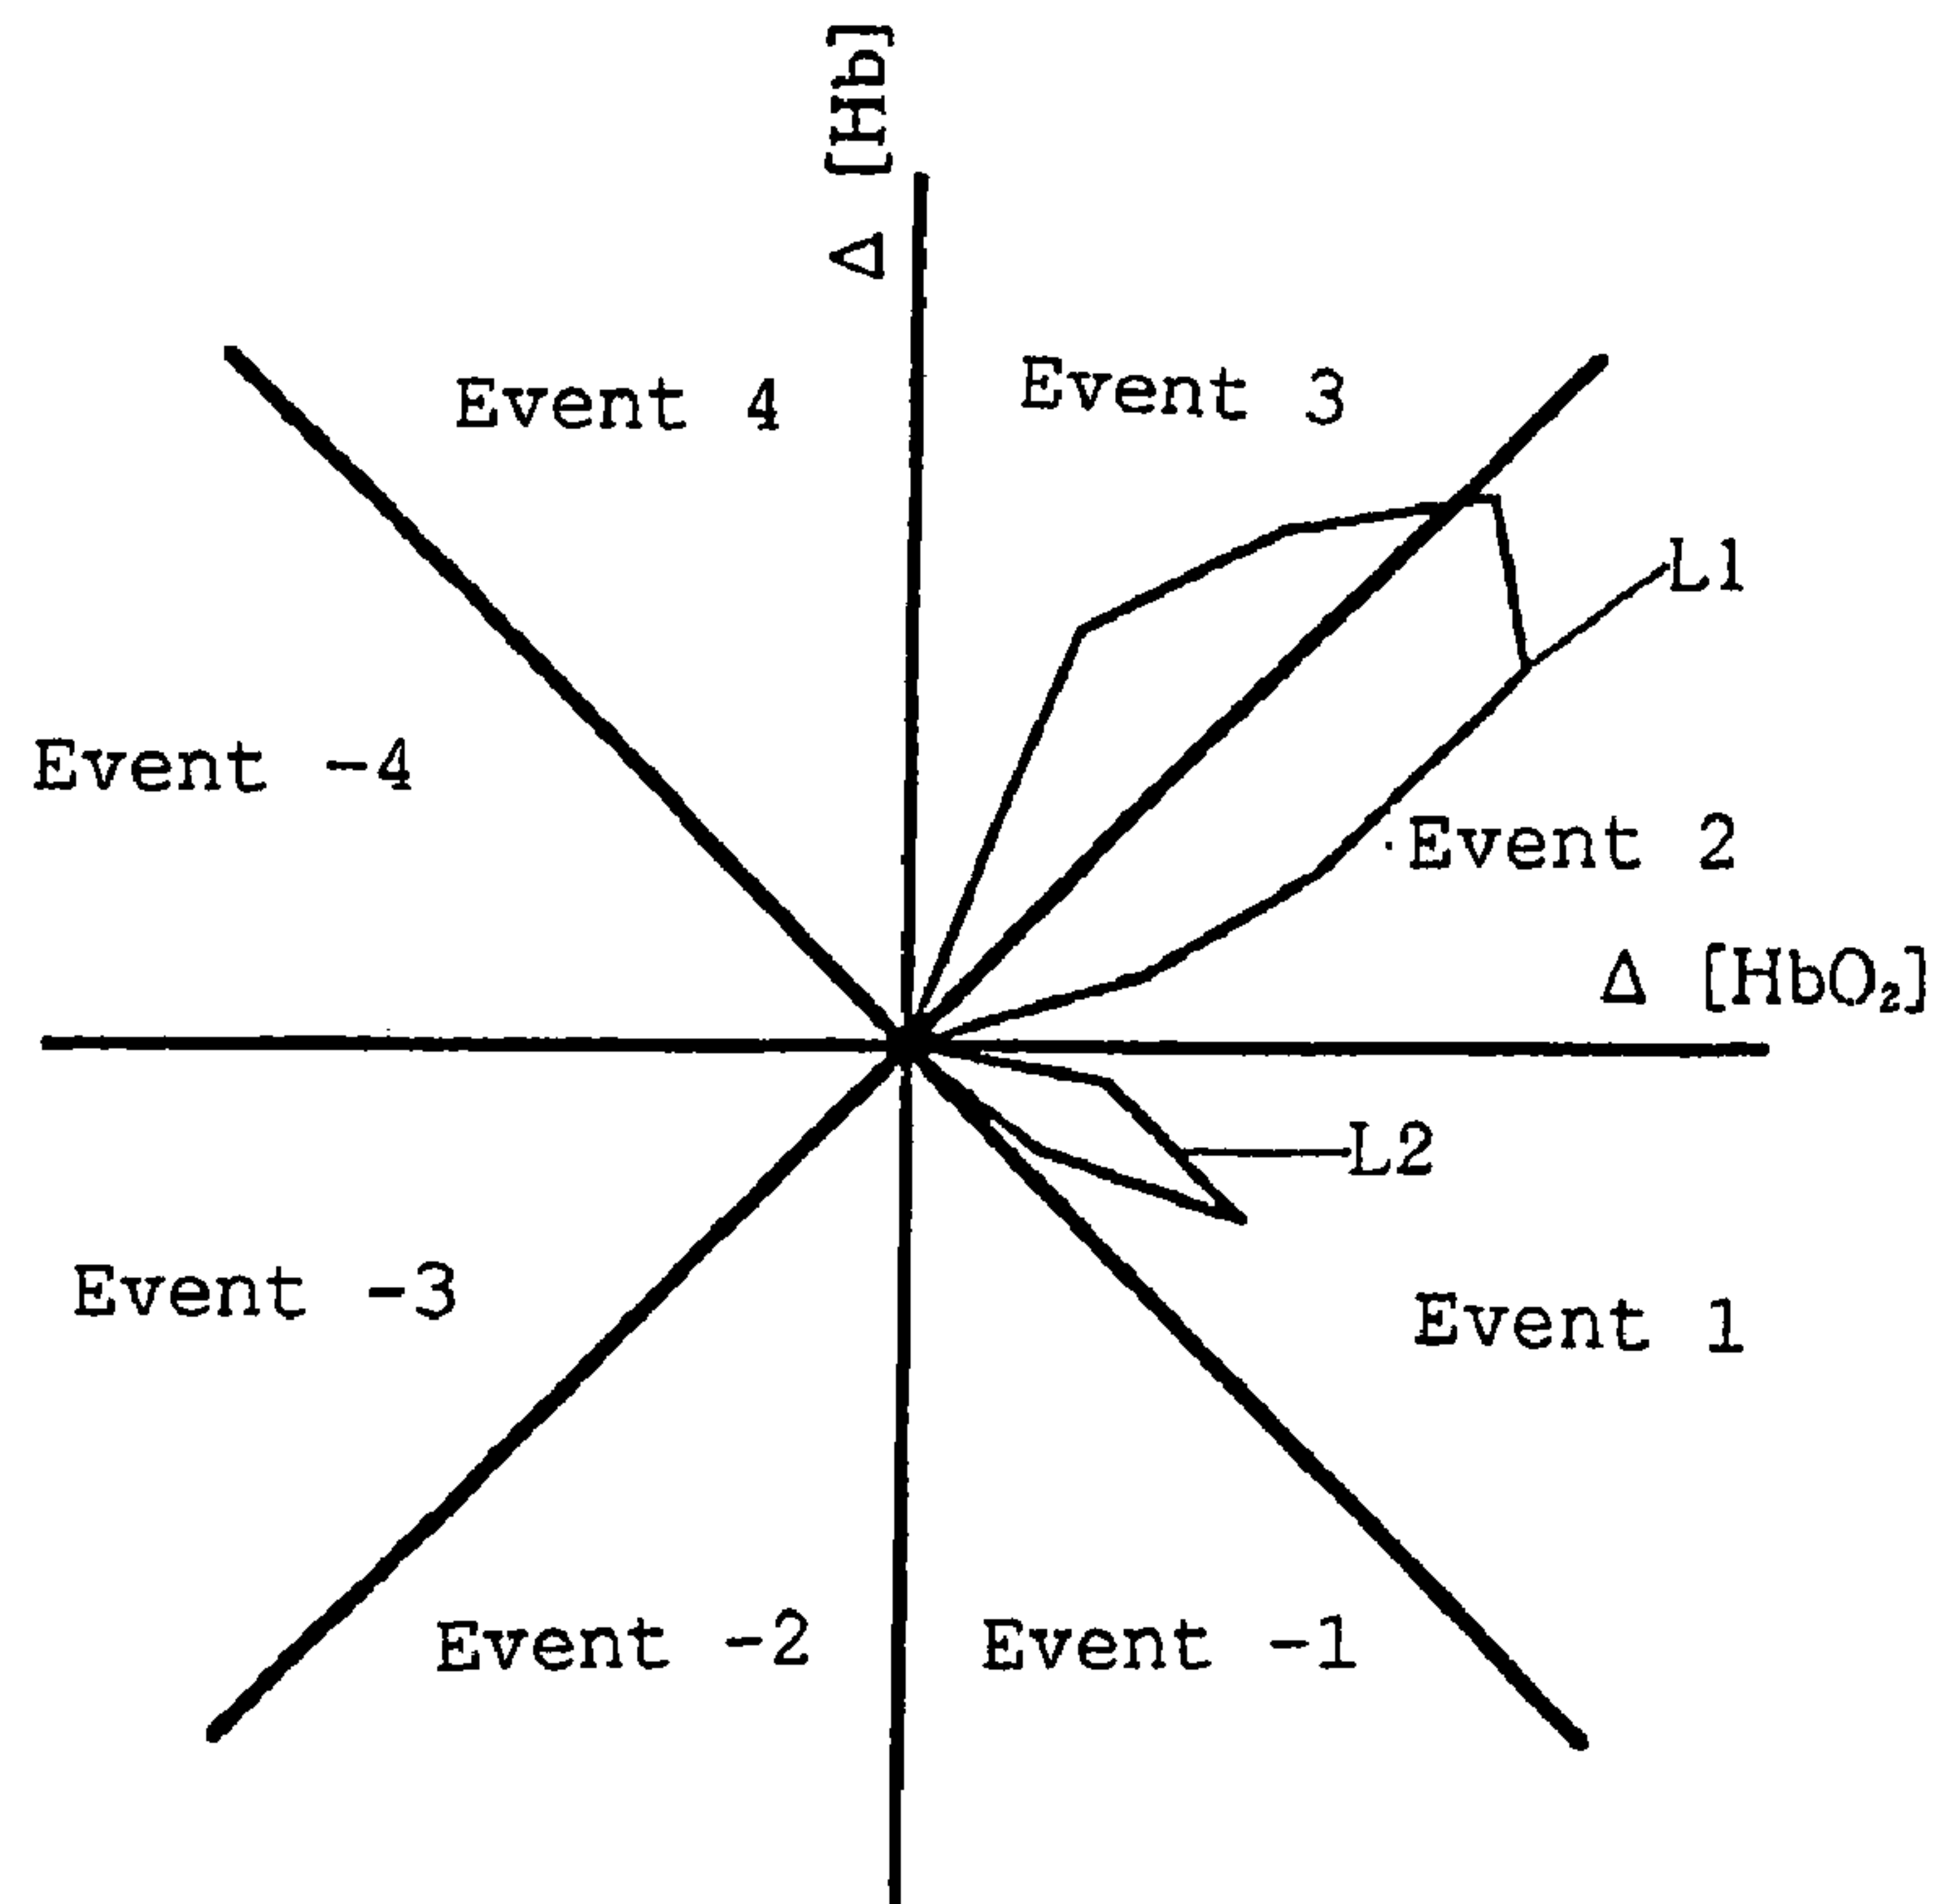 Δ [Hb]
Event 4
Event 3
L1
Event -4
Event 2
Δ [HbO₂]
L2
Event -3
Event 1
Event -2
Event -1